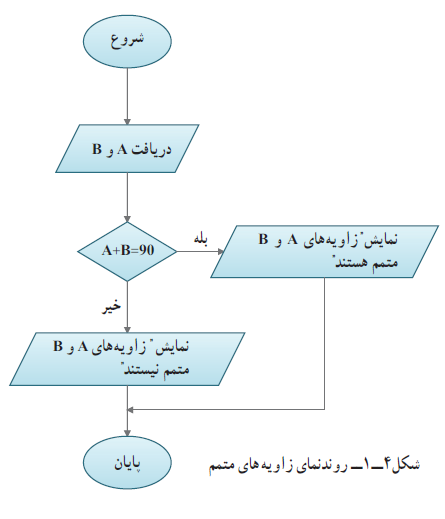 شروع
دریافت A و B
A+B=90
بله
نمایش" زاویه‌های A و B
متمم هستند"
خیر
نمایش" زاویه‌های A و B
متمم نیستند"
پایان
شکل۴ــ۱ــ روندنمای زاویه‌های متمم